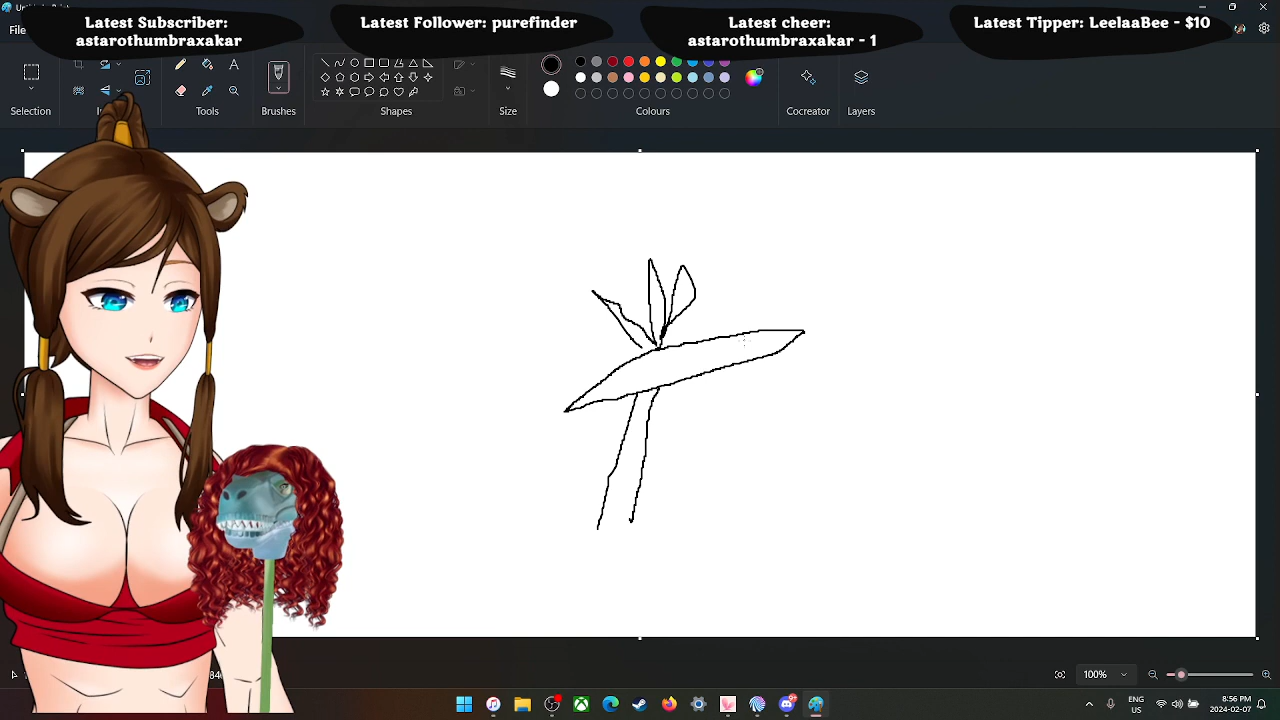 Latest Subscriber:
astarothumbraxakar
Latest Follower: purefinder
Latest cheer:
astarothumbraxakar - 1
Latest Tipper: LeelaaBee - $10
File
Selection
Tools
Brushes
Shapes
Size
Colours
Cocreator
Layers
100%
ENG
US
8:56 PM
2024-02-07